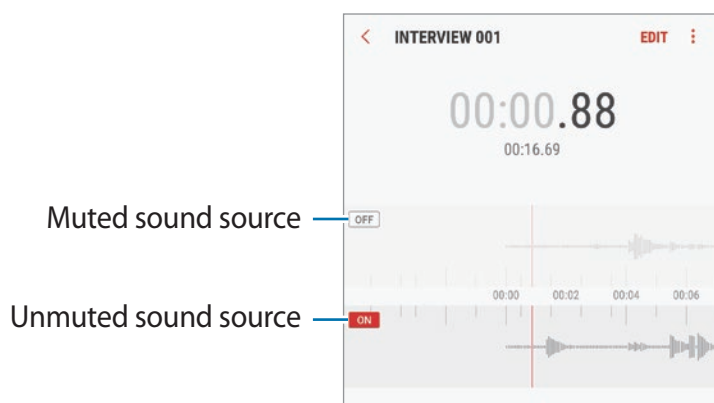 INTERVIEW 001 EDIT
00:00.88
00:16.69
Muted sound source OFF
00:00 00:02 00:04 00:06
Unmuted sound source ON